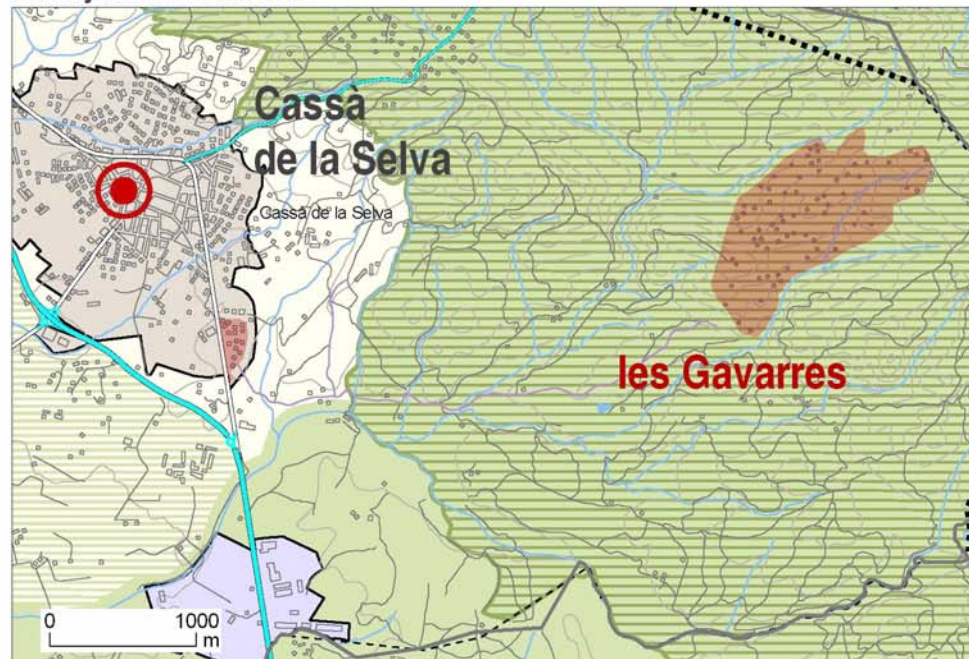 Cassà
de la Selva
Cassà de la Selva
les Gavarres
0 1000
m